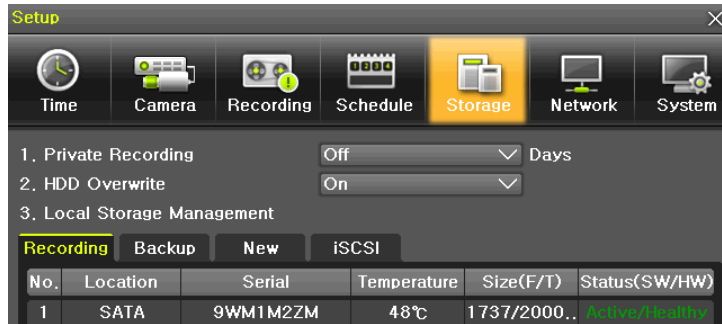 Setup
Time Camera Recording Schedule Storage Network System
1. Private Recording Off Days
2. HDD Overwrite On
3. Local Storage Management
Recording Backup New iSCSI
No. Location Serial Temperature Size(F/T) Status(SW/HW)
1 SATA 9WM1M2ZM 48℃ 1737/2000.. Active/Healthy